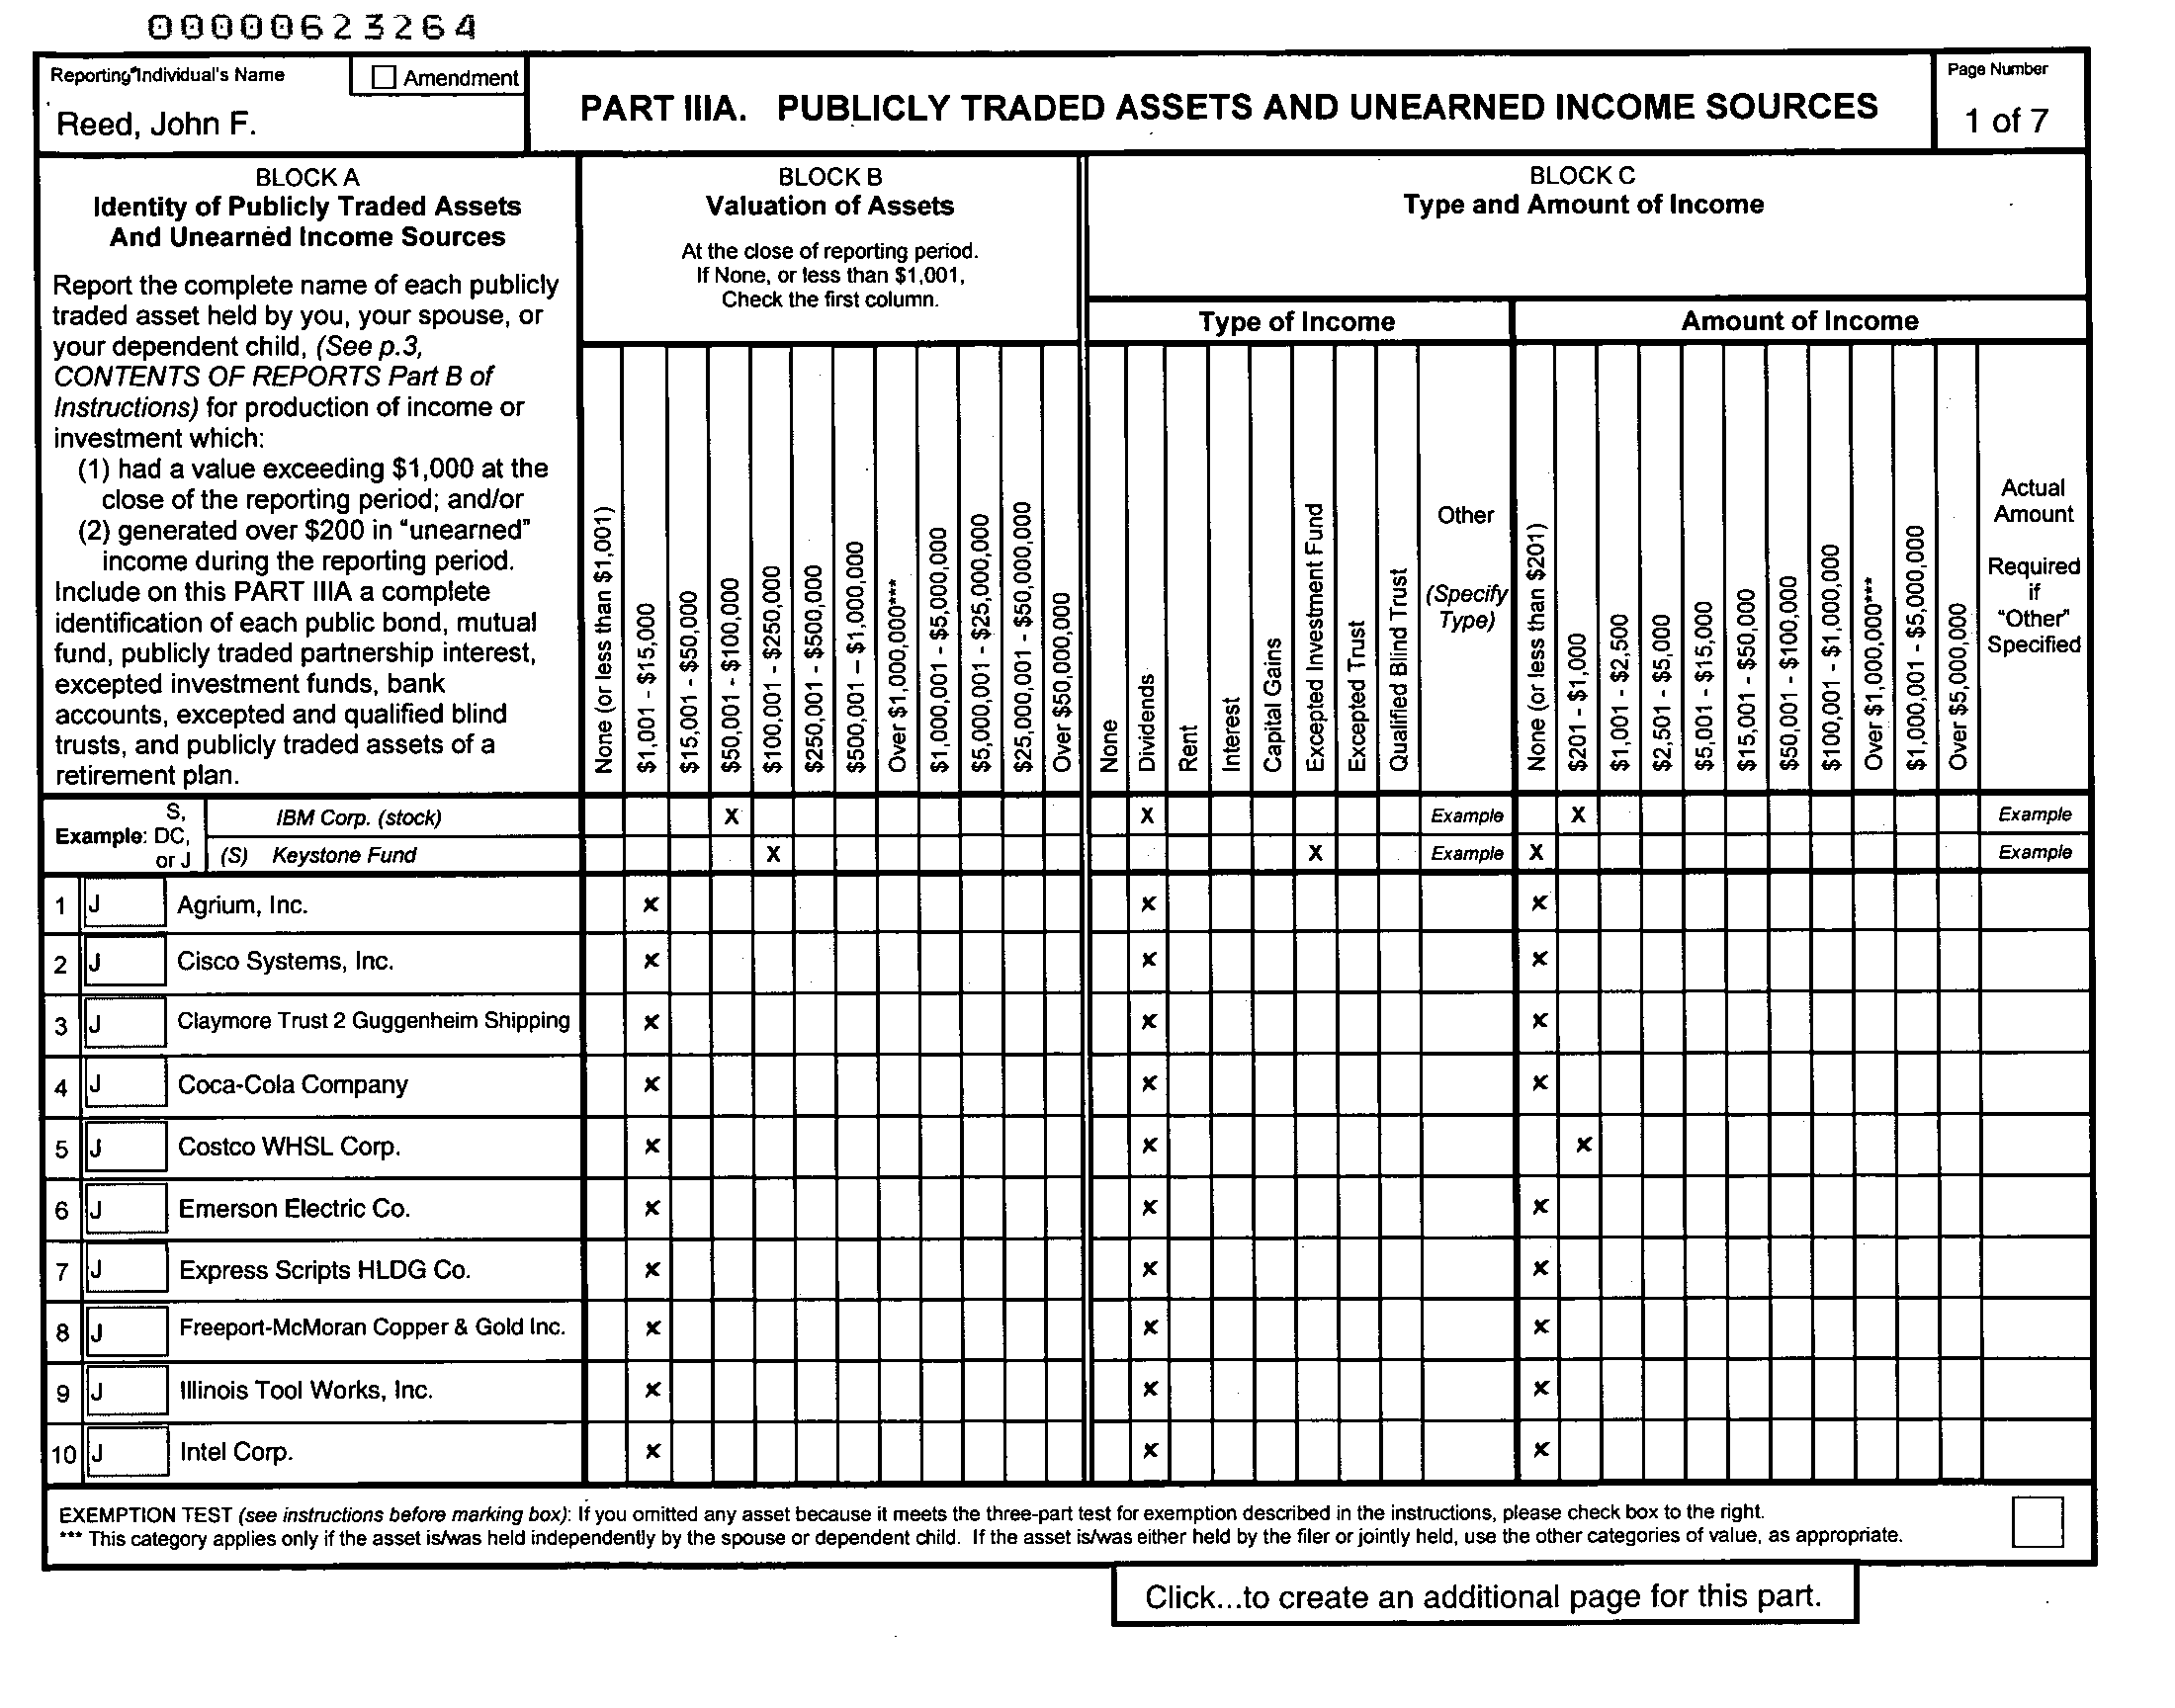 00000623264
Reporting Individual's Name
☐ Amendment
Reed, John F.
PART IIIA. PUBLICLY TRADED ASSETS AND UNEARNED INCOME SOURCES
Page Number
1 of 7
BLOCK A
Identity of Publicly Traded Assets
And Unearned Income Sources
Report the complete name of each publicly
traded asset held by you, your spouse, or
your dependent child, (See p.3,
CONTENTS OF REPORTS Part B of
Instructions) for production of income or
investment which:
(1) had a value exceeding $1,000 at the
close of the reporting period; and/or
(2) generated over $200 in "unearned"
income during the reporting period.
Include on this PART IIIA a complete
identification of each public bond, mutual
fund, publicly traded partnership interest,
excepted investment funds, bank
accounts, excepted and qualified blind
trusts, and publicly traded assets of a
retirement plan.
BLOCK B
Valuation of Assets
At the close of reporting period.
If None, or less than $1,001,
Check the first column.
None (or less than $1,001)
$1,001 - $15,000
$15,001 - $50,000
$50,001 - $100,000
$100,001 - $250,000
$250,001 - $500,000
$500,001 – $1,000,000
Over $1,000,000***
$1,000,001 - $5,000,000
$5,000,001 - $25,000,000
$25,000,001 - $50,000,000
Over $50,000,000
BLOCK C
Type and Amount of Income
Type of Income
None
Dividends
Rent
Interest
Capital Gains
Excepted Investment Fund
Excepted Trust
Qualified Blind Trust
Other
(Specify
Type)
Amount of Income
None (or less than $201)
$201 - $1,000
$1,001 - $2,500
$2,501 - $5,000
$5,001 - $15,000
$15,001 - $50,000
$50,001 - $100,000
$100,001 - $1,000,000
Over $1,000,000***
$1,000,001 - $5,000,000
Over $5,000,000
Actual
Amount
Required
if
"Other"
Specified
S,
Example: DC,
or J
IBM Corp. (stock) X X Example X Example
(S) Keystone Fund X X Example X Example
1 J Agrium, Inc. x x x
2 J Cisco Systems, Inc. x x x
3 J Claymore Trust 2 Guggenheim Shipping x x x
4 J Coca-Cola Company x x x
5 J Costco WHSL Corp. x x x
6 J Emerson Electric Co. x x x
7 J Express Scripts HLDG Co. x x x
8 J Freeport-McMoran Copper & Gold Inc. x x x
9 J Illinois Tool Works, Inc. x x x
10 J Intel Corp. x x x
EXEMPTION TEST (see instructions before marking box): If you omitted any asset because it meets the three-part test for exemption described in the instructions, please check box to the right.
*** This category applies only if the asset is/was held independently by the spouse or dependent child. If the asset is/was either held by the filer or jointly held, use the other categories of value, as appropriate.
Click...to create an additional page for this part.